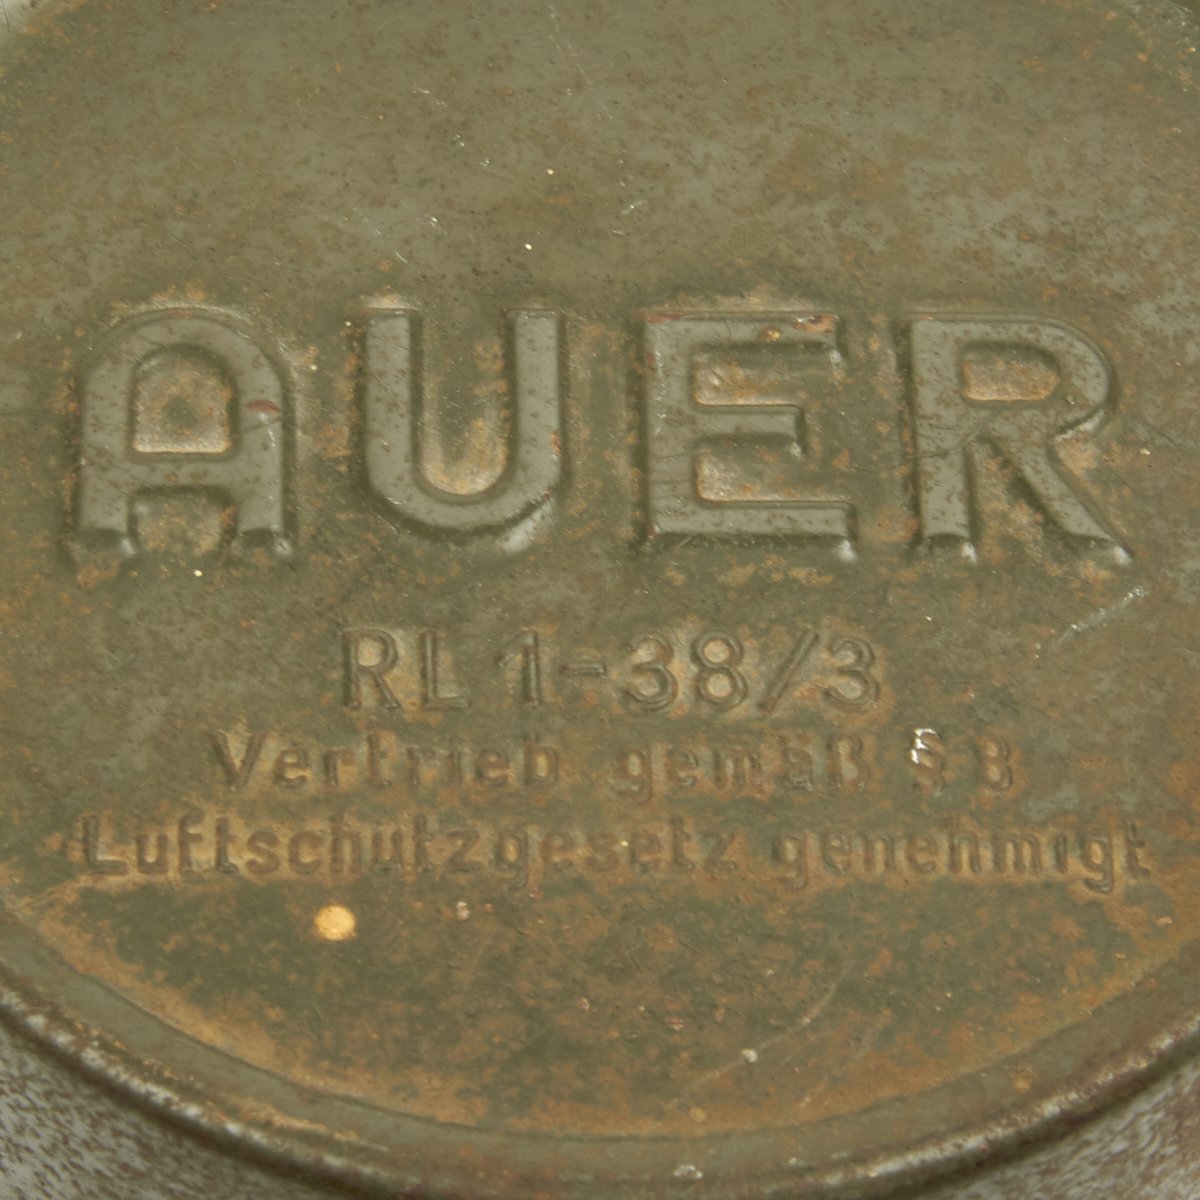 AUER
RL 1-38/3
Vertrieb gemäß § 8
Luftschutzgesetz genehmigt